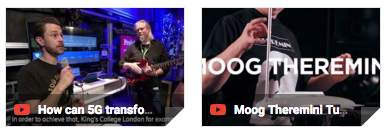 in order to achieve that, King's College London for exam
How can 5G transfo...
MOOG THEREMIN
Moog Theremini Tu...